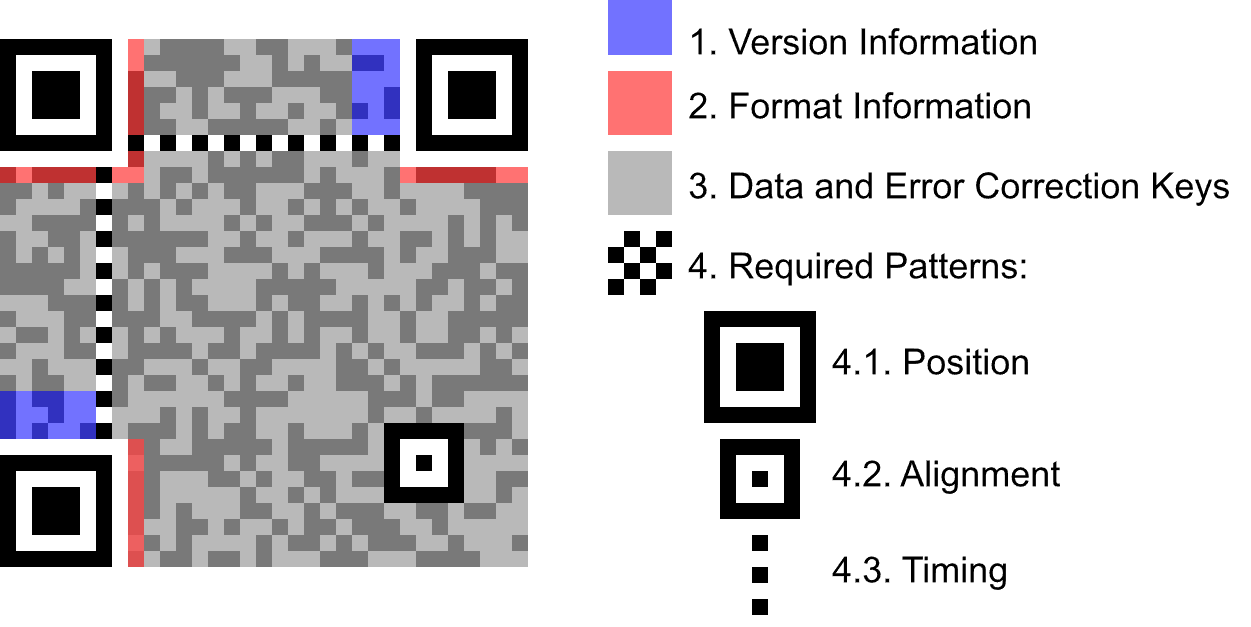 1. Version Information
2. Format Information
3. Data and Error Correction Keys
4. Required Patterns:
4.1. Position
4.2. Alignment
4.3. Timing